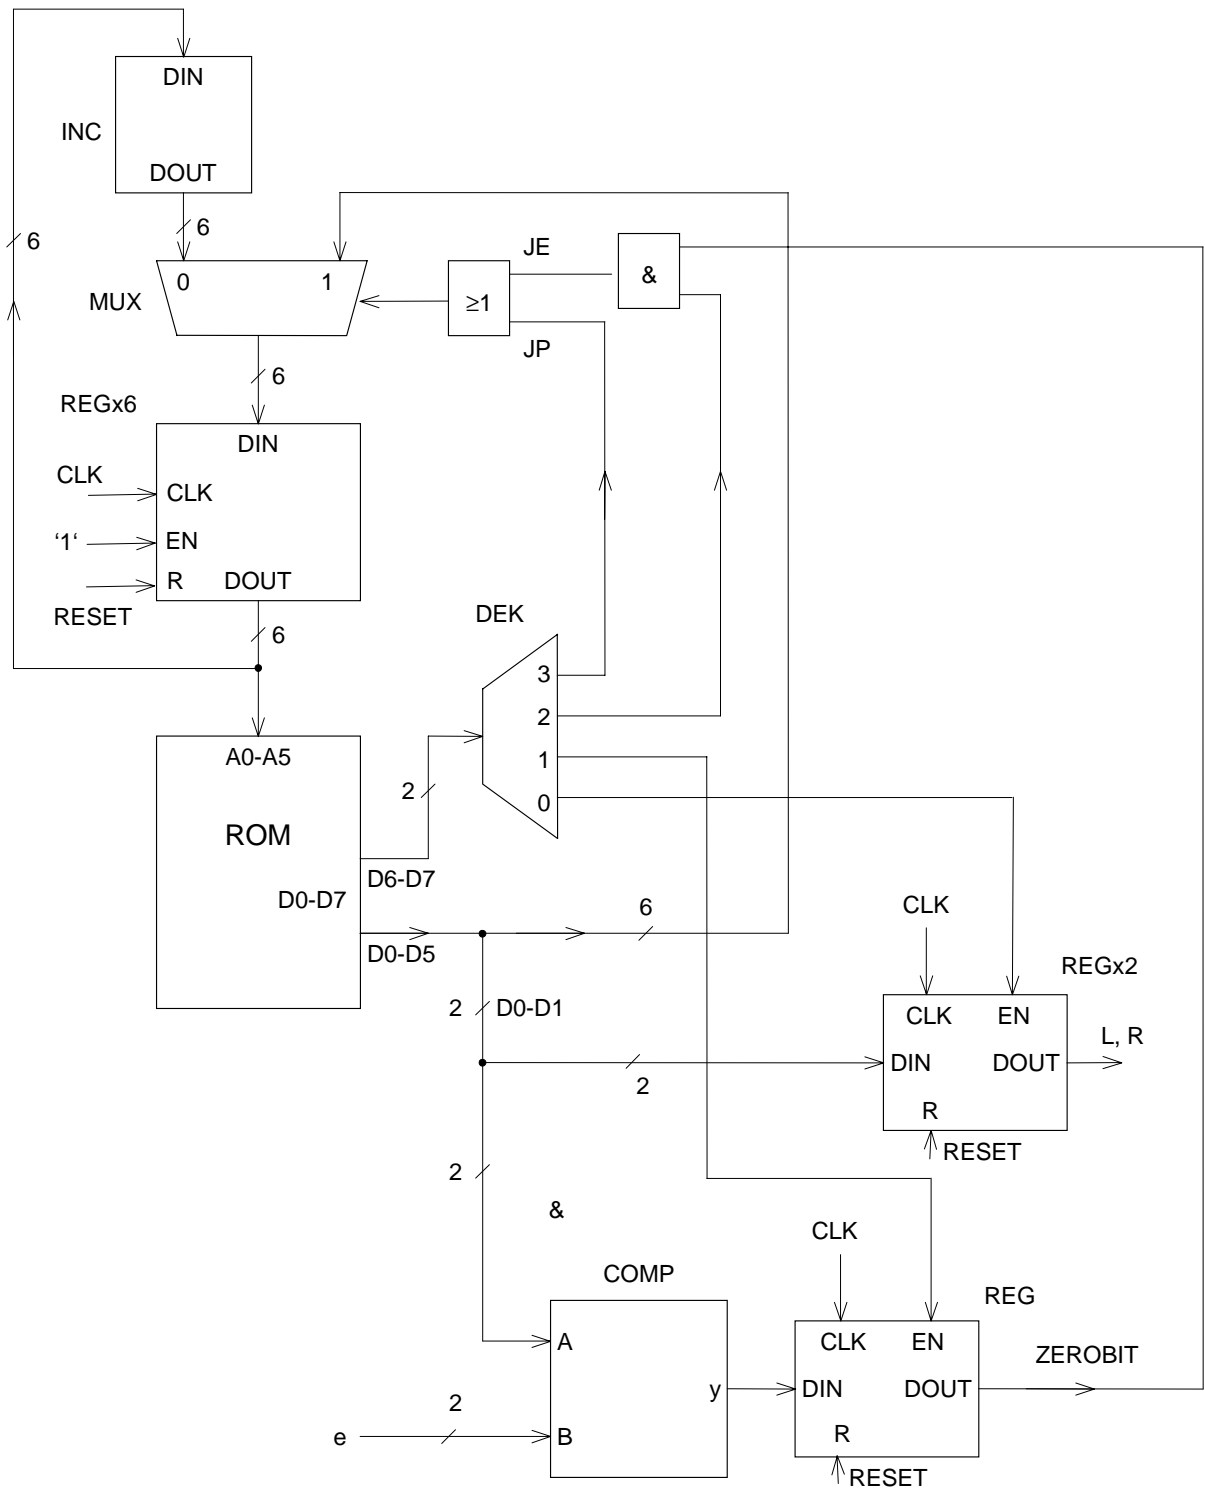 DIN
INC
DOUT
6
6
JE
&
0
1
MUX
≥1
JP
6
REGx6
DIN
CLK
CLK
‘1‘
EN
R
DOUT
RESET
DEK
6
3
2
1
0
A0-A5
2
ROM
D6-D7
D0-D7
6
CLK
D0-D5
REGx2
2
D0-D1
CLK
EN
L, R
DIN
DOUT
2
R
RESET
2
&
CLK
COMP
REG
A
CLK
EN
ZEROBIT
y
DIN
DOUT
2
e
B
R
RESET